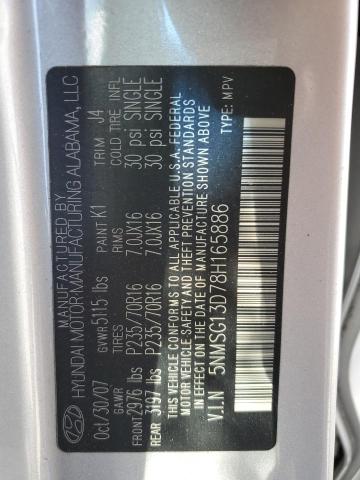 MANUFACTURED BY
HYUNDAI MOTOR MANUFACTURING ALABAMA, LLC
Oct/30/07 GVWR 5115 lbs PAINT K1 TRIM J4
GAWR TIRES RIMS COLD TIRE INFL
FRONT 2976 lbs P235/70R16 7.0JX16 30 PSI SINGLE
REAR 3197 lbs P235/70R16 7.0JX16 30 PSI SINGLE
THIS VEHICLE CONFORMS TO ALL APPLICABLE U.S.A. FEDERAL
MOTOR VEHICLE SAFETY BUMPER, AND THEFT PREVENTION STANDARDS
IN EFFECT ON THE DATE OF MANUFACTURE SHOWN ABOVE
V.I.N 5NMSG13D78H165886 TYPE: MPV